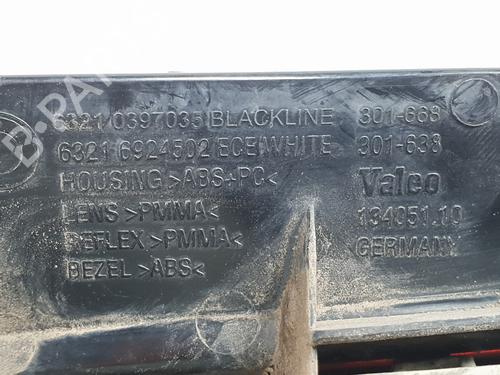 6321 0397035 BLACKLINE 301-668
6321 6924502 ECE WHITE 301-638
HOUSING >ABS+PC< Valeo
LENS >PMMA< 134051.10
REFLEX >PMMA< GERMANY
BEZEL >ABS<